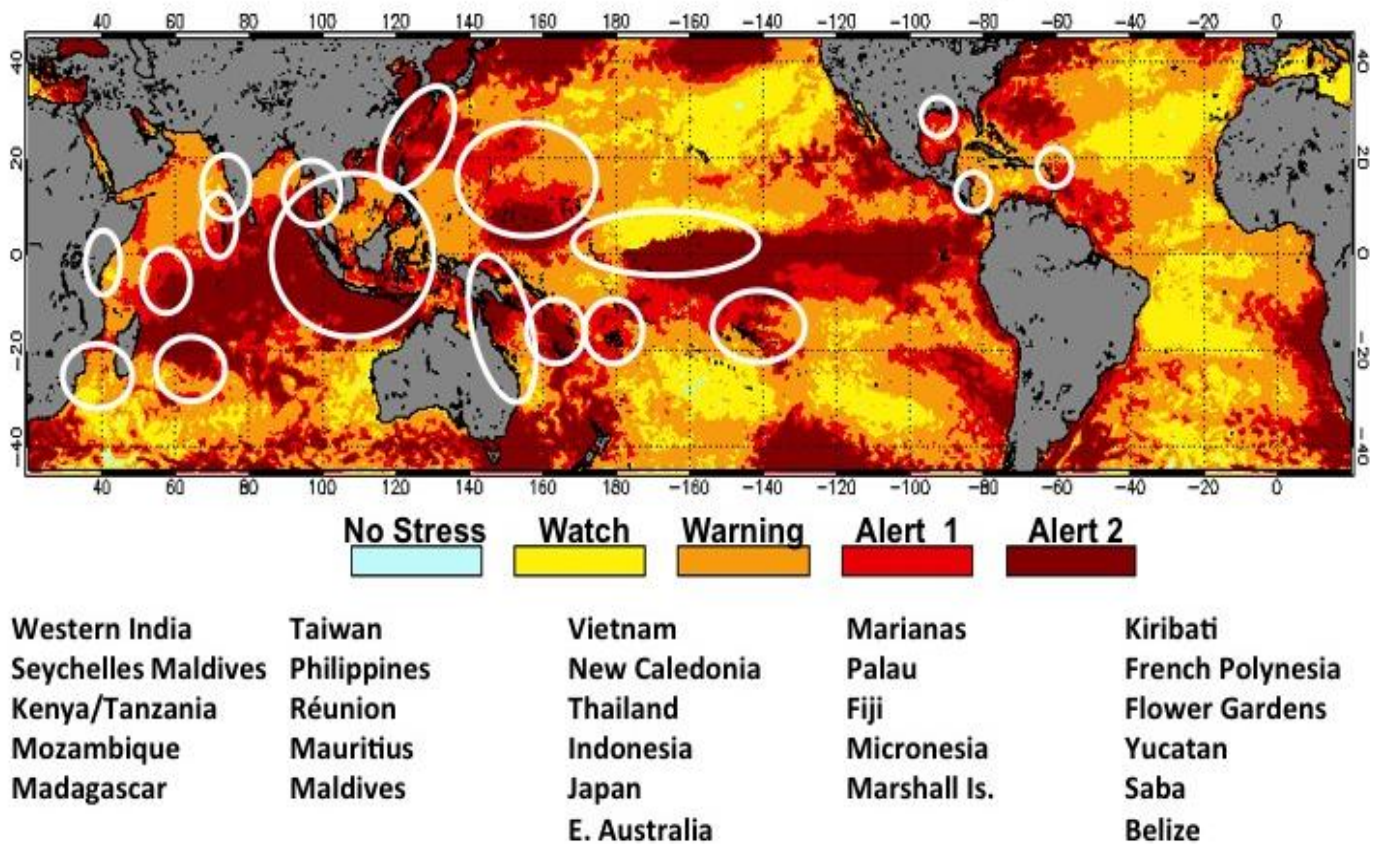 40 60 80 100 120 140 160 180 −160 −140 −120 −100 −80 −60 −40 −20 0
40 40
20 20
0 0
−20 −20
−40 −40
40 60 80 100 120 140 160 180 −160 −140 −120 −100 −80 −60 −40 −20 0
No Stress Watch Warning Alert 1 Alert 2
Western India Taiwan Vietnam Marianas Kiribati
Seychelles Maldives Philippines New Caledonia Palau French Polynesia
Kenya/Tanzania Réunion Thailand Fiji Flower Gardens
Mozambique Mauritius Indonesia Micronesia Yucatan
Madagascar Maldives Japan Marshall Is. Saba
E. Australia Belize